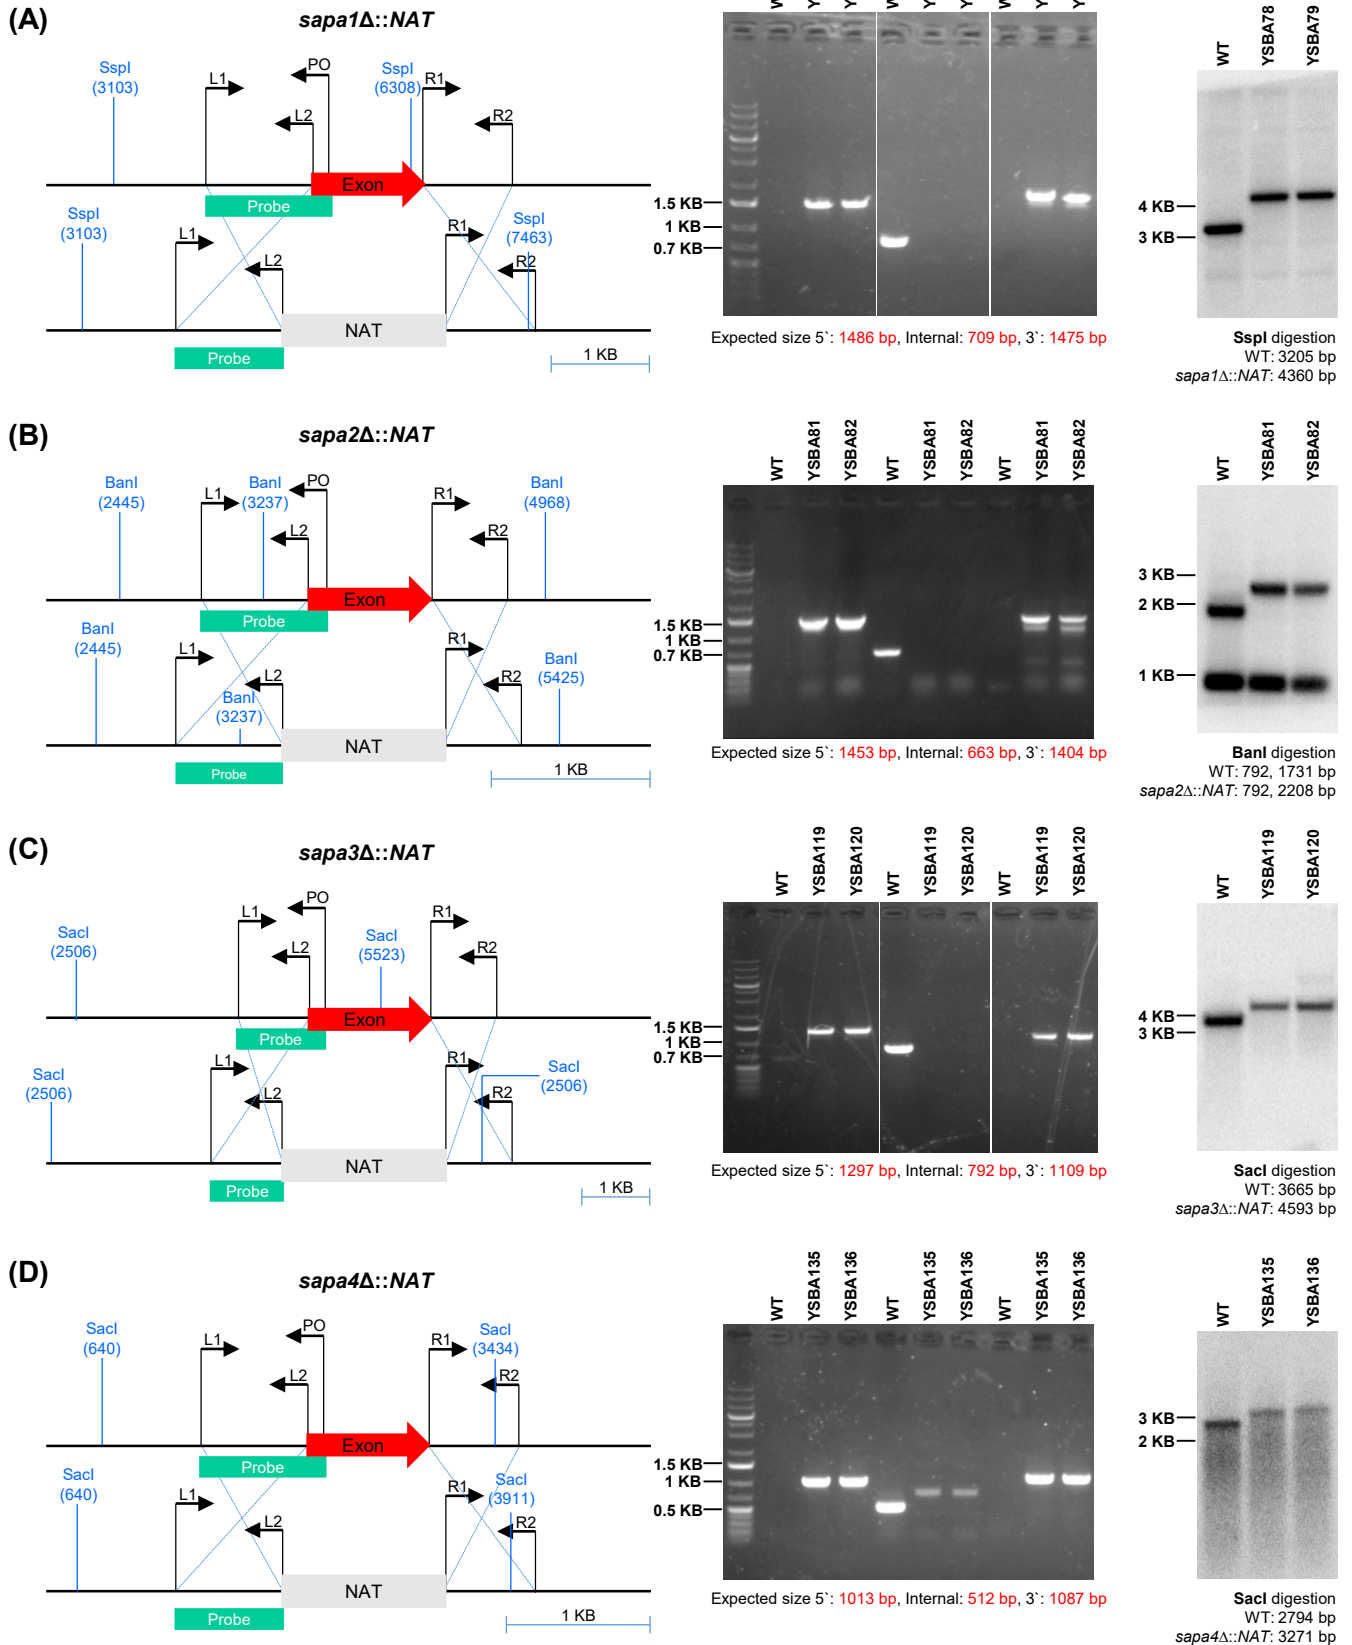 (A)
sapa1Δ::NAT
SspI
(3103)
L1
PO
L2
SspI
(6308)
R1
R2
Exon
Probe
SspI
(3103)
L1
L2
R1
SspI
(7463)
R2
NAT
Probe
1 KB
1.5 KB
1 KB
0.7 KB
Expected size 5`: 1486 bp, Internal: 709 bp, 3`: 1475 bp
WT
YSBA78
YSBA79
4 KB
3 KB
SspI digestion
WT: 3205 bp
sapa1Δ::NAT: 4360 bp
(B)
sapa2Δ::NAT
BanI
(2445)
L1
BanI
(3237)
PO
L2
R1
R2
BanI
(4968)
Exon
Probe
BanI
(2445)
L1
L2
BanI
(3237)
R1
R2
BanI
(5425)
NAT
Probe
1 KB
WT
YSBA81
YSBA82
WT
YSBA81
YSBA82
WT
YSBA81
YSBA82
1.5 KB
1 KB
0.7 KB
Expected size 5`: 1453 bp, Internal: 663 bp, 3`: 1404 bp
WT
YSBA81
YSBA82
3 KB
2 KB
1 KB
BanI digestion
WT: 792, 1731 bp
sapa2Δ::NAT: 792, 2208 bp
(C)
sapa3Δ::NAT
SacI
(2506)
L1
PO
L2
SacI
(5523)
R1
R2
Exon
Probe
SacI
(2506)
L1
L2
R1
R2
SacI
(2506)
NAT
Probe
1 KB
WT
YSBA119
YSBA120
WT
YSBA119
YSBA120
WT
YSBA119
YSBA120
1.5 KB
1 KB
0.7 KB
Expected size 5`: 1297 bp, Internal: 792 bp, 3`: 1109 bp
WT
YSBA119
YSBA120
4 KB
3 KB
SacI digestion
WT: 3665 bp
sapa3Δ::NAT: 4593 bp
(D)
sapa4Δ::NAT
SacI
(640)
L1
PO
L2
R1
SacI
(3434)
R2
Exon
Probe
SacI
(640)
L1
L2
R1
SacI
(3911)
R2
NAT
Probe
1 KB
WT
YSBA135
YSBA136
WT
YSBA135
YSBA136
WT
YSBA135
YSBA136
1.5 KB
1 KB
0.5 KB
Expected size 5`: 1013 bp, Internal: 512 bp, 3`: 1087 bp
WT
YSBA135
YSBA136
3 KB
2 KB
SacI digestion
WT: 2794 bp
sapa4Δ::NAT: 3271 bp